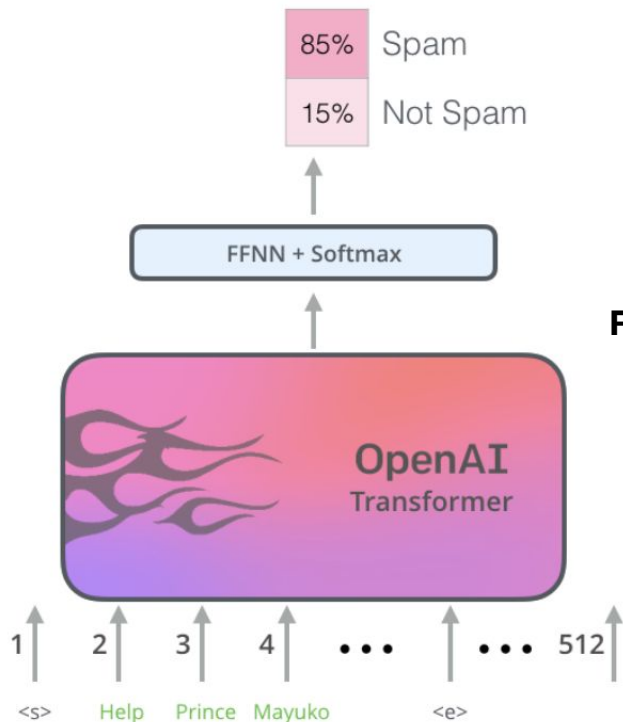 85% Spam
15% Not Spam
FFNN + Softmax
F
OpenAI
Transformer
1 2 3 4 ••• ••• 512
<s> Help Prince Mayuko <e>